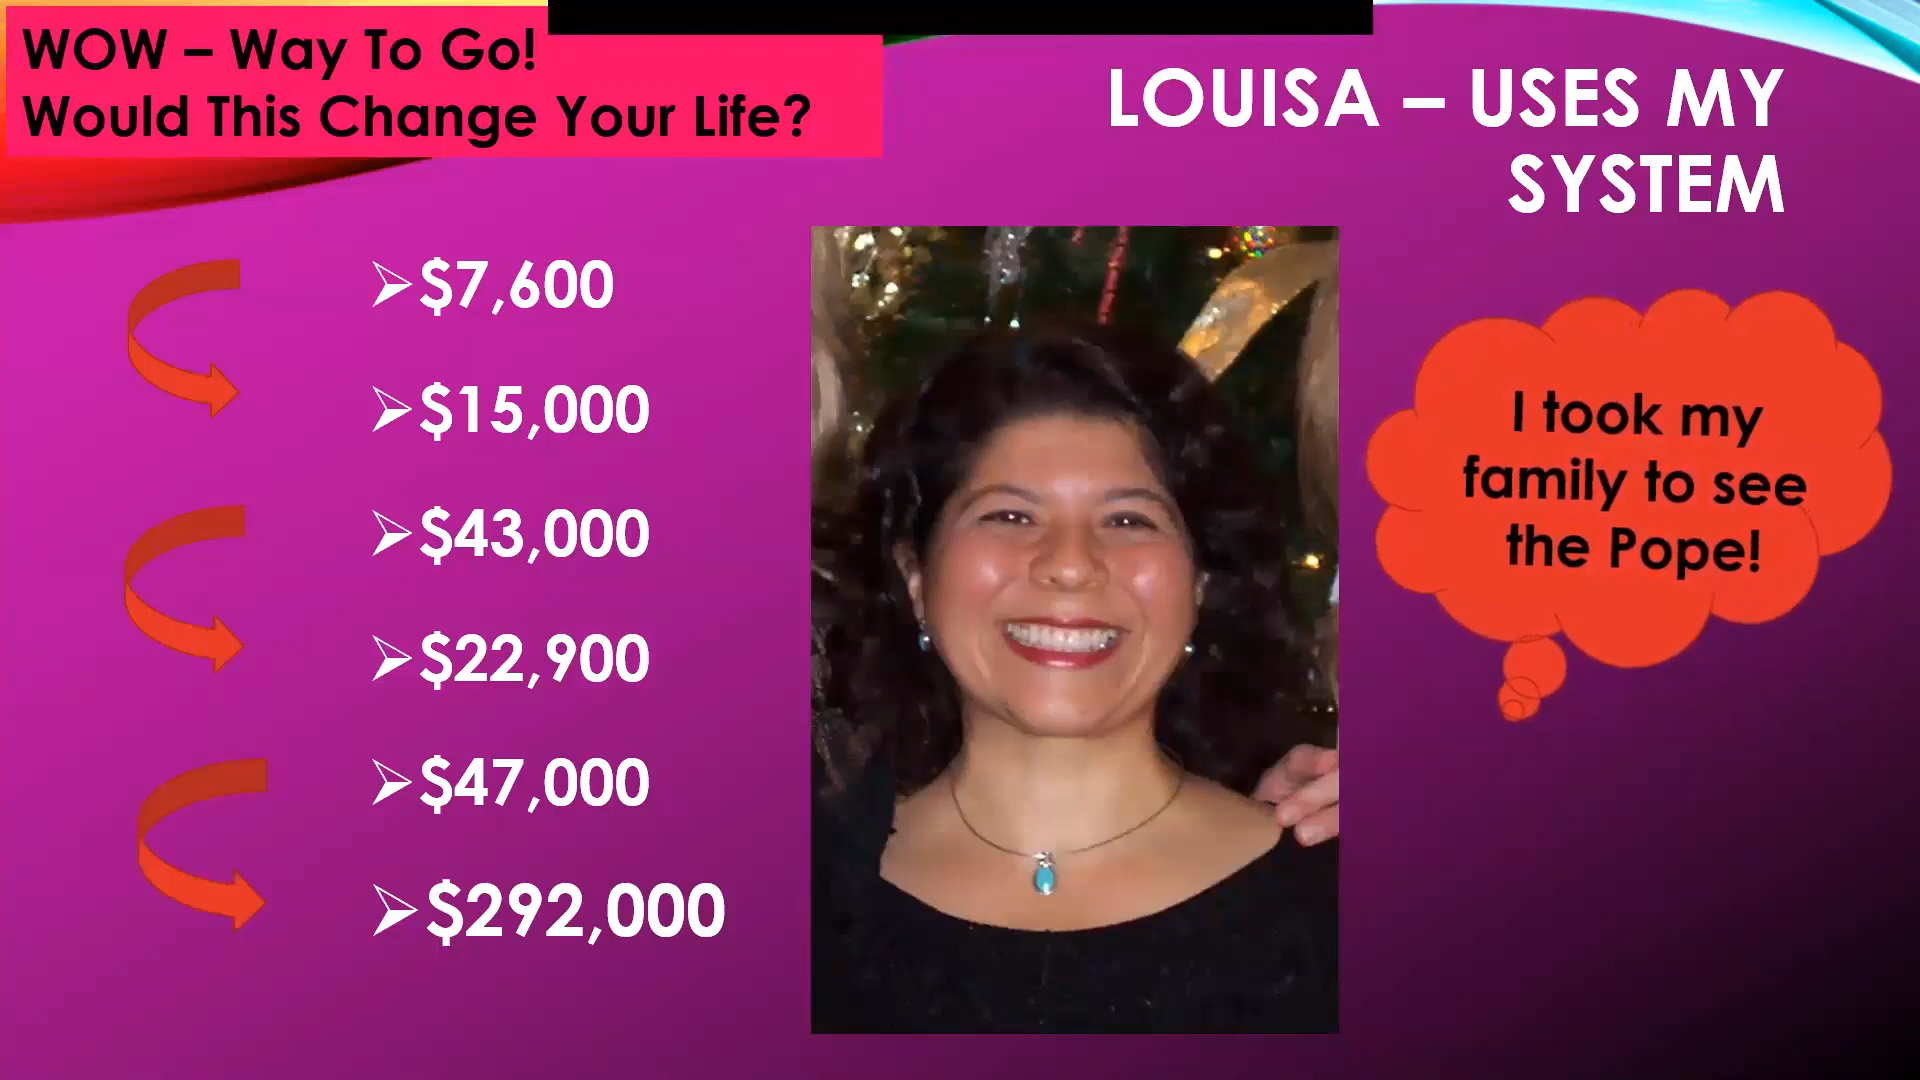 WOW – Way To Go!
Would This Change Your Life?
LOUISA – USES MY
SYSTEM
$7,600
$15,000
$43,000
$22,900
$47,000
$292,000
I took my
family to see
the Pope!